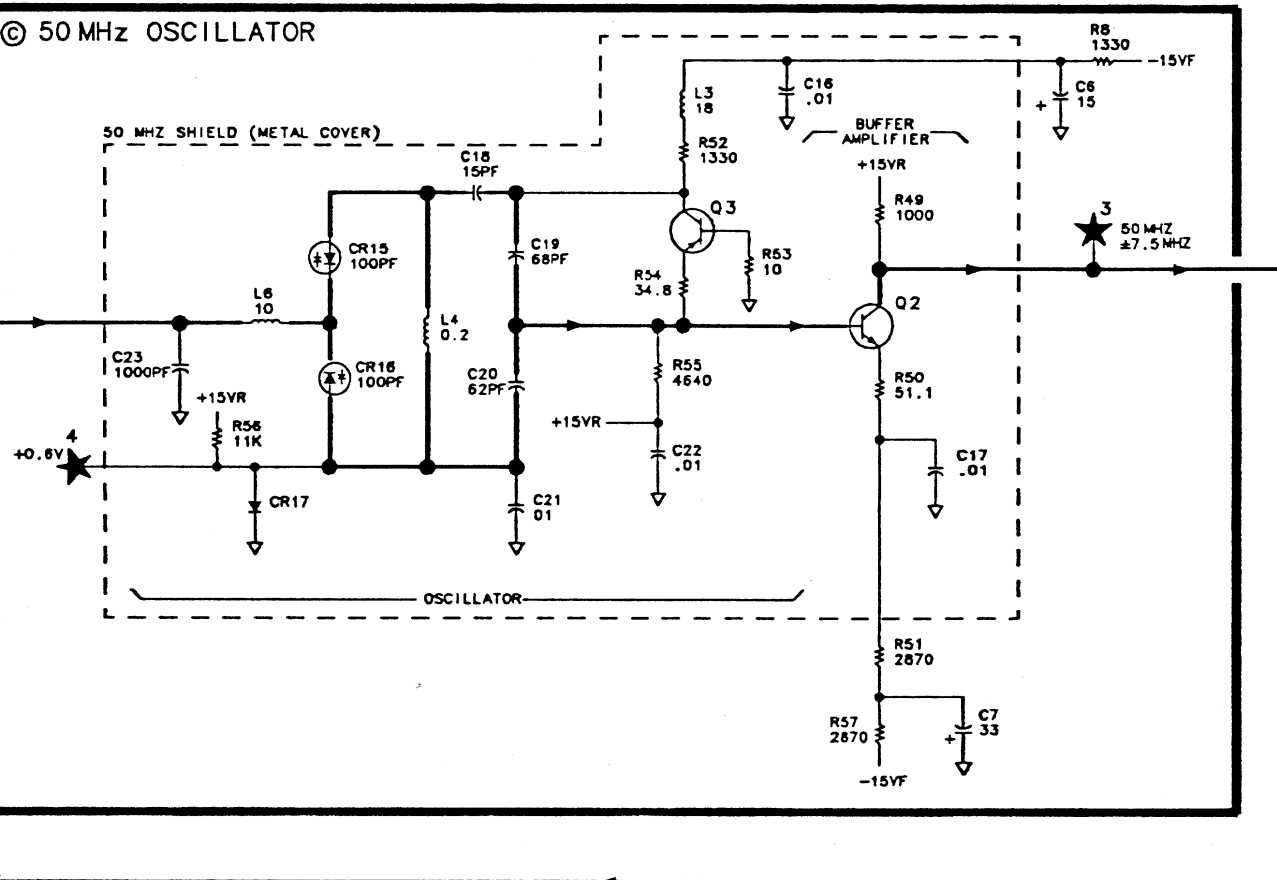 © 50 MHz OSCILLATOR
R8
1330
-15VF
C6
15
+
L3
18
C16
.01
50 MHZ SHIELD (METAL COVER)
BUFFER
AMPLIFIER
R52
1330
+15VR
C18
15PF
R49
1000
Q3
3
50 MHZ
±7.5 MHZ
CR15
100PF
C19
68PF
R53
10
R54
34.8
L6
10
Q2
L4
0.2
C23
1000PF
CR16
100PF
C20
62PF
R55
4640
R50
51.1
+15VR
R56
11K
+15VR
4
+0.6V
C22
.01
C17
.01
CR17
C21
01
OSCILLATOR
R51
2870
R57
2870
C7
33
+
-15VF